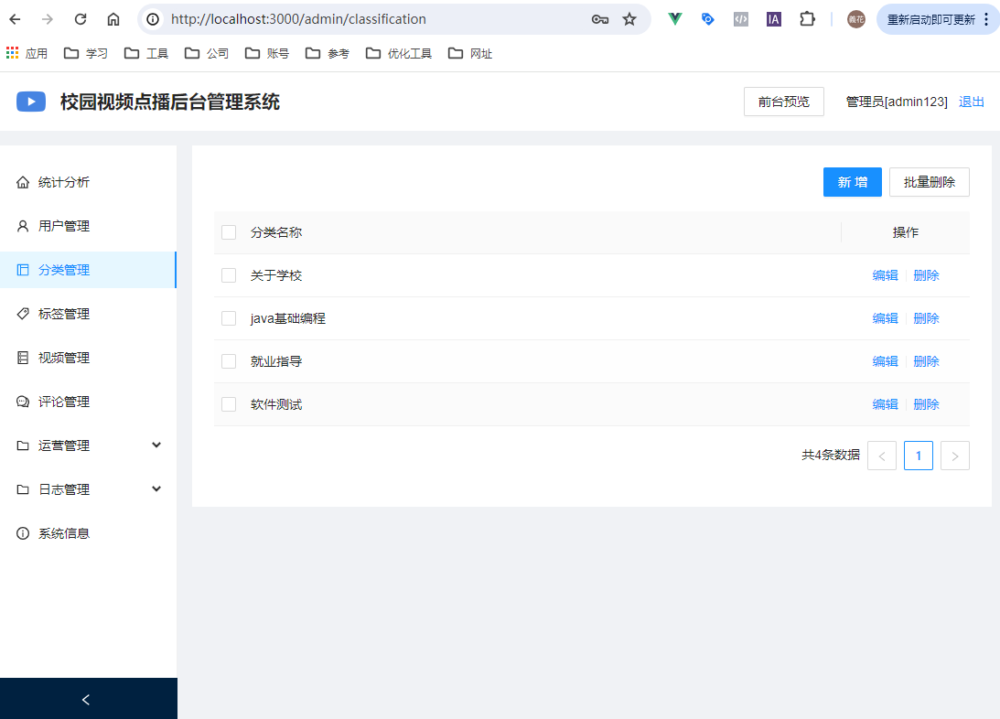 http://localhost:3000/admin/classification
IA
義花
重新启动即可更新
应用 学习 工具 公司 账号 参考 优化工具 网址
校园视频点播后台管理系统
前台预览 管理员[admin123] 退出
统计分析
用户管理
分类管理
标签管理
视频管理
评论管理
运营管理
日志管理
系统信息
新 增 批量删除
分类名称 操作
关于学校 编辑 删除
java基础编程 编辑 删除
就业指导 编辑 删除
软件测试 编辑 删除
共4条数据 < 1 >